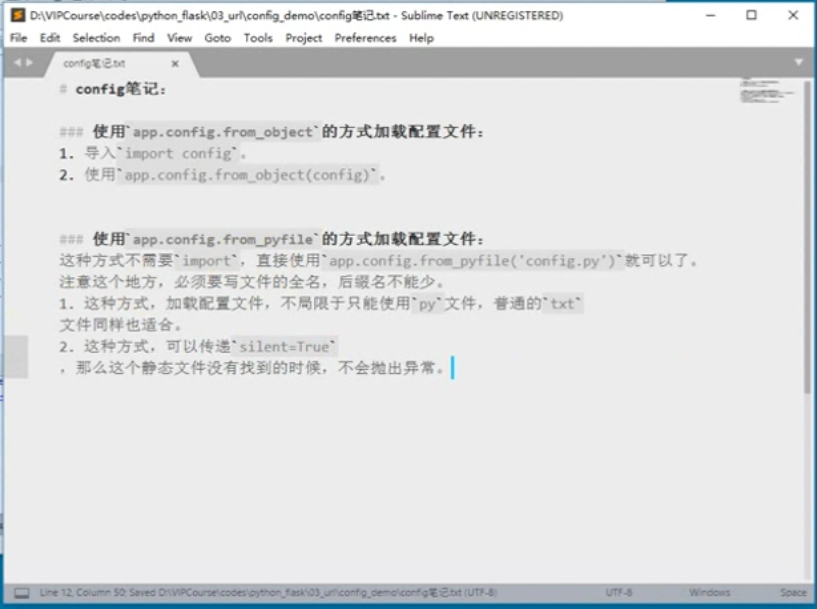 D:\VIPCourse\codes\python_flask\03_url\config_demo\config笔记.txt - Sublime Text (UNREGISTERED)
File Edit Selection Find View Goto Tools Project Preferences Help
config笔记.txt
# config笔记：
### 使用`app.config.from_object`的方式加载配置文件：
1. 导入`import config`。
2. 使用`app.config.from_object(config)`。
### 使用`app.config.from_pyfile`的方式加载配置文件：
这种方式不需要`import`，直接使用`app.config.from_pyfile('config.py')`就可以了。
注意这个地方，必须要写文件的全名，后缀名不能少。
1. 这种方式，加载配置文件，不局限于只能使用`py`文件，普通的`txt`
文件同样也适合。
2. 这种方式，可以传递`silent=True`
，那么这个静态文件没有找到的时候，不会抛出异常。
Line 12, Column 50; Saved D:\VIPCourse\codes\python_flask\03_url\config_demo\config笔记.txt (UTF-8) UTF-8 Windows Space